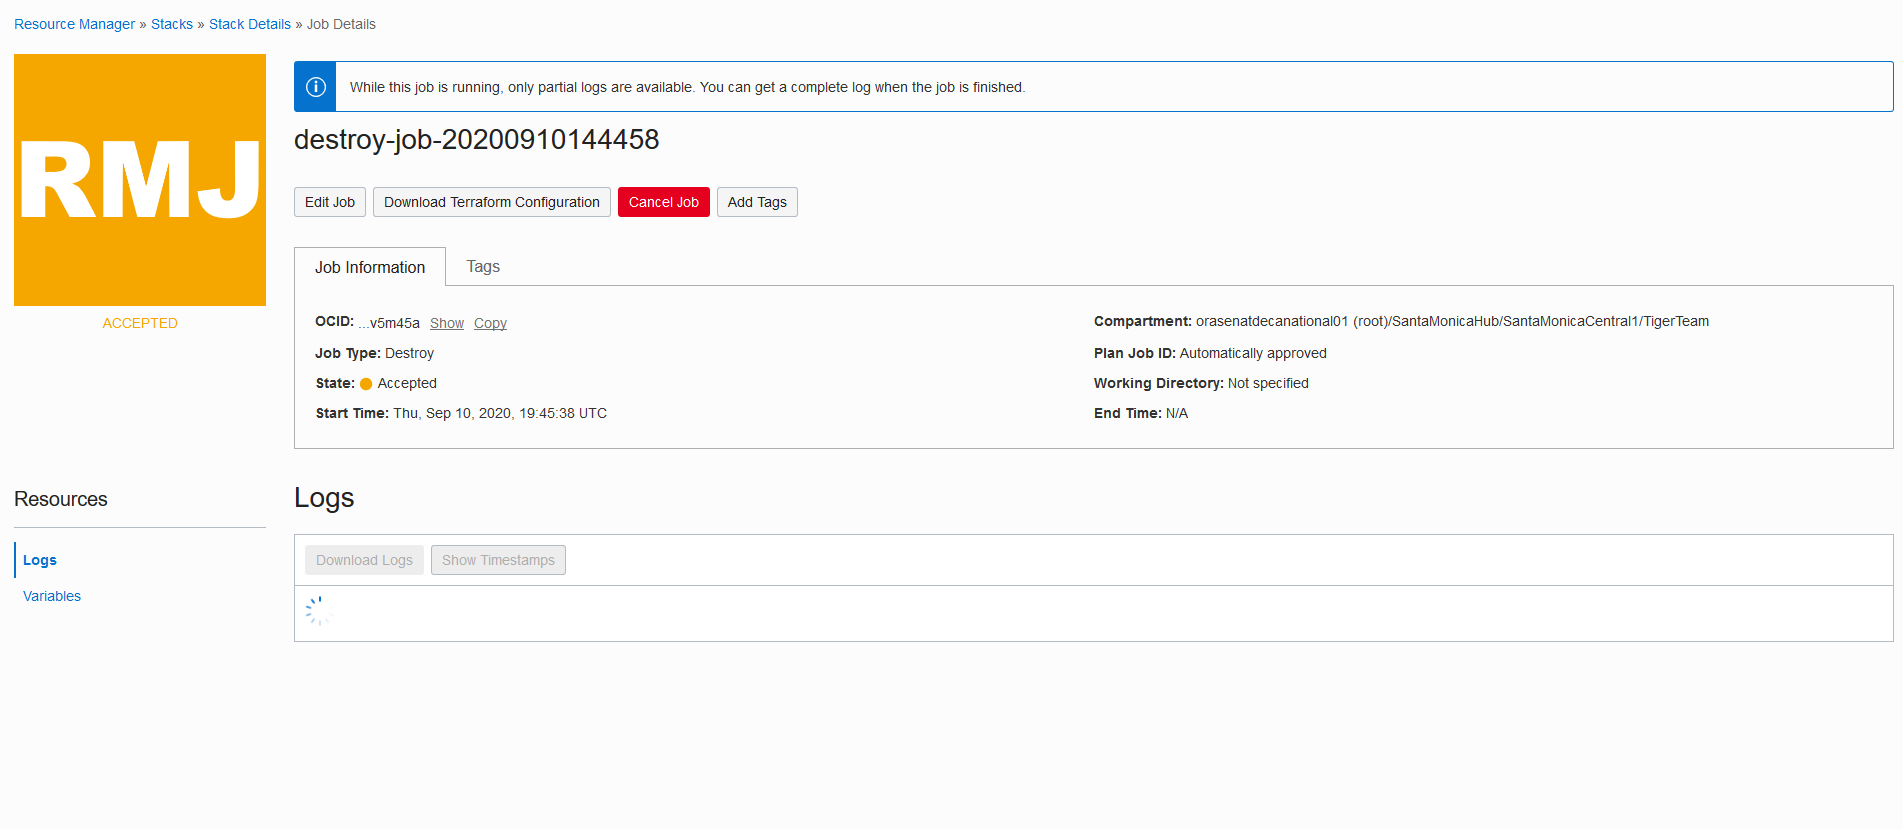 Resource Manager » Stacks » Stack Details » Job Details
RMJ
ACCEPTED
While this job is running, only partial logs are available. You can get a complete log when the job is finished.
destroy-job-20200910144458
Edit Job Download Terraform Configuration Cancel Job Add Tags
Job Information Tags
OCID: ...v5m45a Show Copy
Job Type: Destroy
State: Accepted
Start Time: Thu, Sep 10, 2020, 19:45:38 UTC
Compartment: orasenatdecanational01 (root)/SantaMonicaHub/SantaMonicaCentral1/TigerTeam
Plan Job ID: Automatically approved
Working Directory: Not specified
End Time: N/A
Resources
Logs
Variables
Logs
Download Logs Show Timestamps